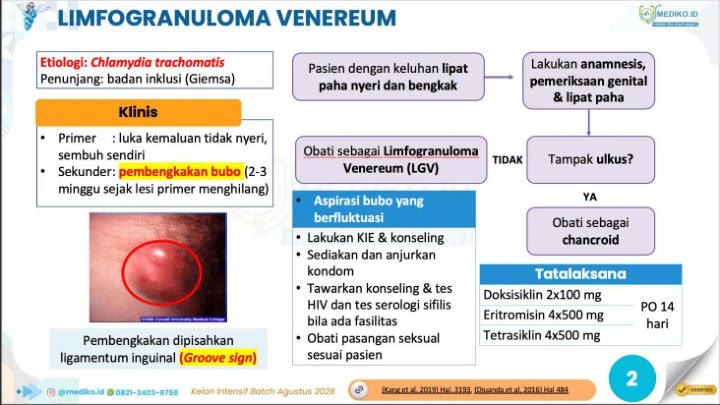 LIMFOGRANULOMA VENEREUM
MEDIKO.ID
Etiologi: Chlamydia trachomatis
Penunjang: badan inklusi (Giemsa)
Klinis
• Primer : luka kemaluan tidak nyeri,
sembuh sendiri
• Sekunder: pembengkakan bubo (2-3
minggu sejak lesi primer menghilang)
Pembengkakan dipisahkan
ligamentum inguinal (Groove sign)
Pasien dengan keluhan lipat
paha nyeri dan bengkak
Lakukan anamnesis,
pemeriksaan genital
& lipat paha
Tampak ulkus?
TIDAK
Obati sebagai Limfogranuloma
Venereum (LGV)
YA
Obati sebagai
chancroid
• Aspirasi bubo yang
berfluktuasi
• Lakukan KIE & konseling
• Sediakan dan anjurkan
kondom
• Tawarkan konseling & tes
HIV dan tes serologi sifilis
bila ada fasilitas
• Obati pasangan seksual
sesuai pasien
Tatalaksana
Doksisiklin 2x100 mg
Eritromisin 4x500 mg
Tetrasiklin 4x500 mg
PO 14
hari
@mediko.id 0821-3403-8758 Kelon Intensif Batch Agustus 2026
(Kang et al, 2019) Hal. 3193, (Djuanda et al, 2016) Hal 484
2
VERIFIED